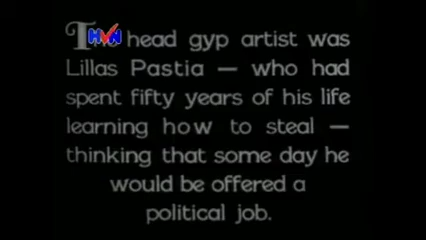 The head gyp artist was
Lillas Pastia — who had
spent fifty years of his life
learning how to steal —
thinking that some day he
would be offered a
political job.